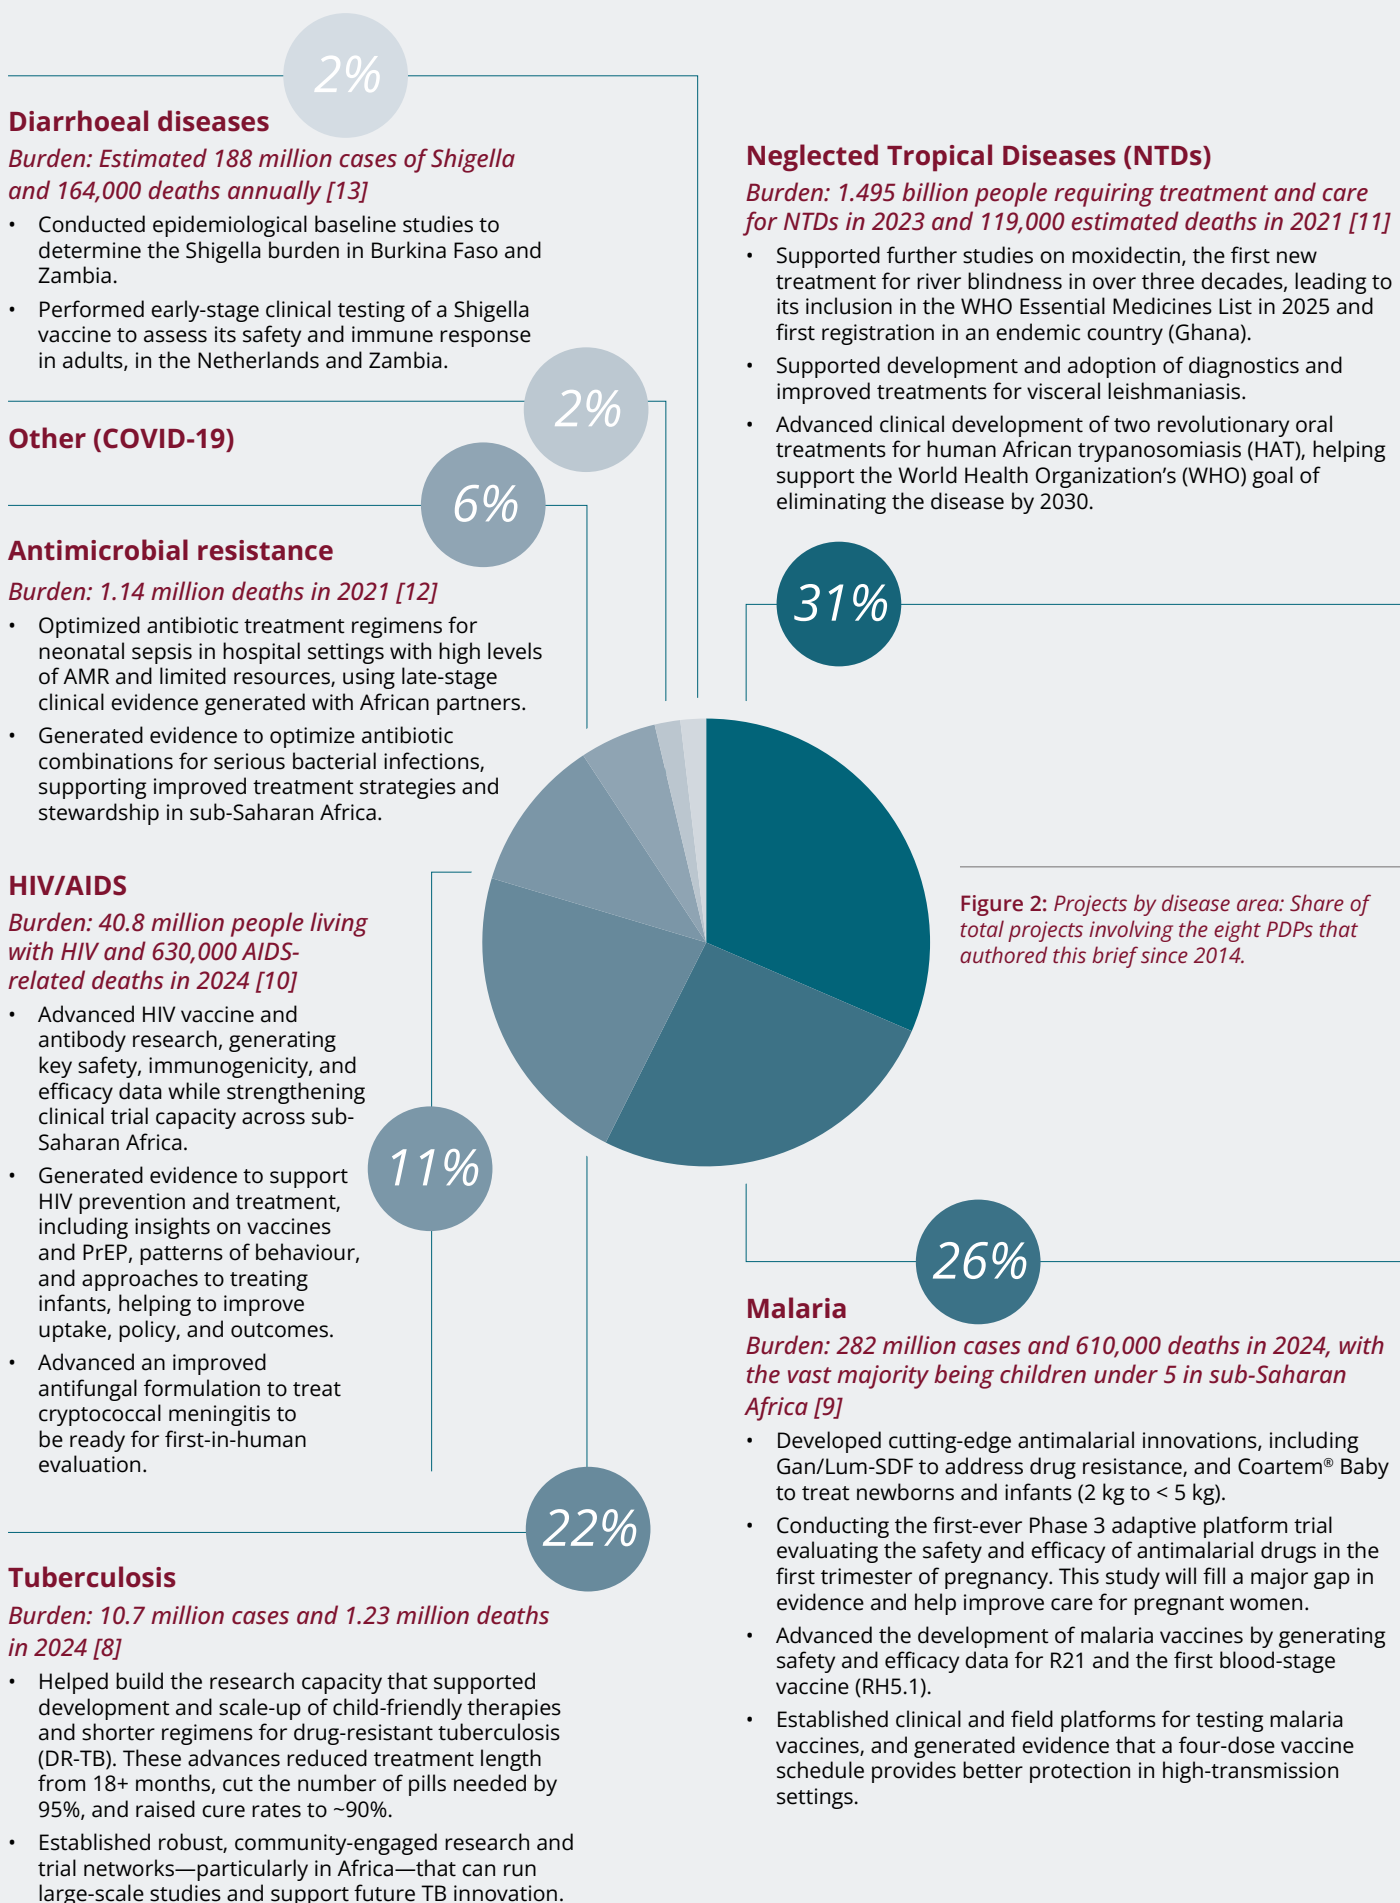 2%
Diarrhoeal diseases
Burden: Estimated 188 million cases of Shigella
and 164,000 deaths annually [13]
• Conducted epidemiological baseline studies to
determine the Shigella burden in Burkina Faso and
Zambia.
• Performed early-stage clinical testing of a Shigella
vaccine to assess its safety and immune response
in adults, in the Netherlands and Zambia.
2%
Other (COVID-19)
6%
Antimicrobial resistance
Burden: 1.14 million deaths in 2021 [12]
• Optimized antibiotic treatment regimens for
neonatal sepsis in hospital settings with high levels
of AMR and limited resources, using late-stage
clinical evidence generated with African partners.
• Generated evidence to optimize antibiotic
combinations for serious bacterial infections,
supporting improved treatment strategies and
stewardship in sub-Saharan Africa.
HIV/AIDS
Burden: 40.8 million people living
with HIV and 630,000 AIDS-
related deaths in 2024 [10]
• Advanced HIV vaccine and
antibody research, generating
key safety, immunogenicity, and
efficacy data while strengthening
clinical trial capacity across sub-
Saharan Africa.
• Generated evidence to support
HIV prevention and treatment,
including insights on vaccines
and PrEP, patterns of behaviour,
and approaches to treating
infants, helping to improve
uptake, policy, and outcomes.
• Advanced an improved
antifungal formulation to treat
cryptococcal meningitis to
be ready for first-in-human
evaluation.
11%
22%
Tuberculosis
Burden: 10.7 million cases and 1.23 million deaths
in 2024 [8]
• Helped build the research capacity that supported
development and scale-up of child-friendly therapies
and shorter regimens for drug-resistant tuberculosis
(DR-TB). These advances reduced treatment length
from 18+ months, cut the number of pills needed by
95%, and raised cure rates to ~90%.
• Established robust, community-engaged research and
trial networks—particularly in Africa—that can run
large-scale studies and support future TB innovation.
Neglected Tropical Diseases (NTDs)
Burden: 1.495 billion people requiring treatment and care
for NTDs in 2023 and 119,000 estimated deaths in 2021 [11]
• Supported further studies on moxidectin, the first new
treatment for river blindness in over three decades, leading to
its inclusion in the WHO Essential Medicines List in 2025 and
first registration in an endemic country (Ghana).
• Supported development and adoption of diagnostics and
improved treatments for visceral leishmaniasis.
• Advanced clinical development of two revolutionary oral
treatments for human African trypanosomiasis (HAT), helping
support the World Health Organization’s (WHO) goal of
eliminating the disease by 2030.
31%
Figure 2: Projects by disease area: Share of
total projects involving the eight PDPs that
authored this brief since 2014.
26%
Malaria
Burden: 282 million cases and 610,000 deaths in 2024, with
the vast majority being children under 5 in sub-Saharan
Africa [9]
• Developed cutting-edge antimalarial innovations, including
Gan/Lum-SDF to address drug resistance, and Coartem® Baby
to treat newborns and infants (2 kg to < 5 kg).
• Conducting the first-ever Phase 3 adaptive platform trial
evaluating the safety and efficacy of antimalarial drugs in the
first trimester of pregnancy. This study will fill a major gap in
evidence and help improve care for pregnant women.
• Advanced the development of malaria vaccines by generating
safety and efficacy data for R21 and the first blood-stage
vaccine (RH5.1).
• Established clinical and field platforms for testing malaria
vaccines, and generated evidence that a four-dose vaccine
schedule provides better protection in high-transmission
settings.